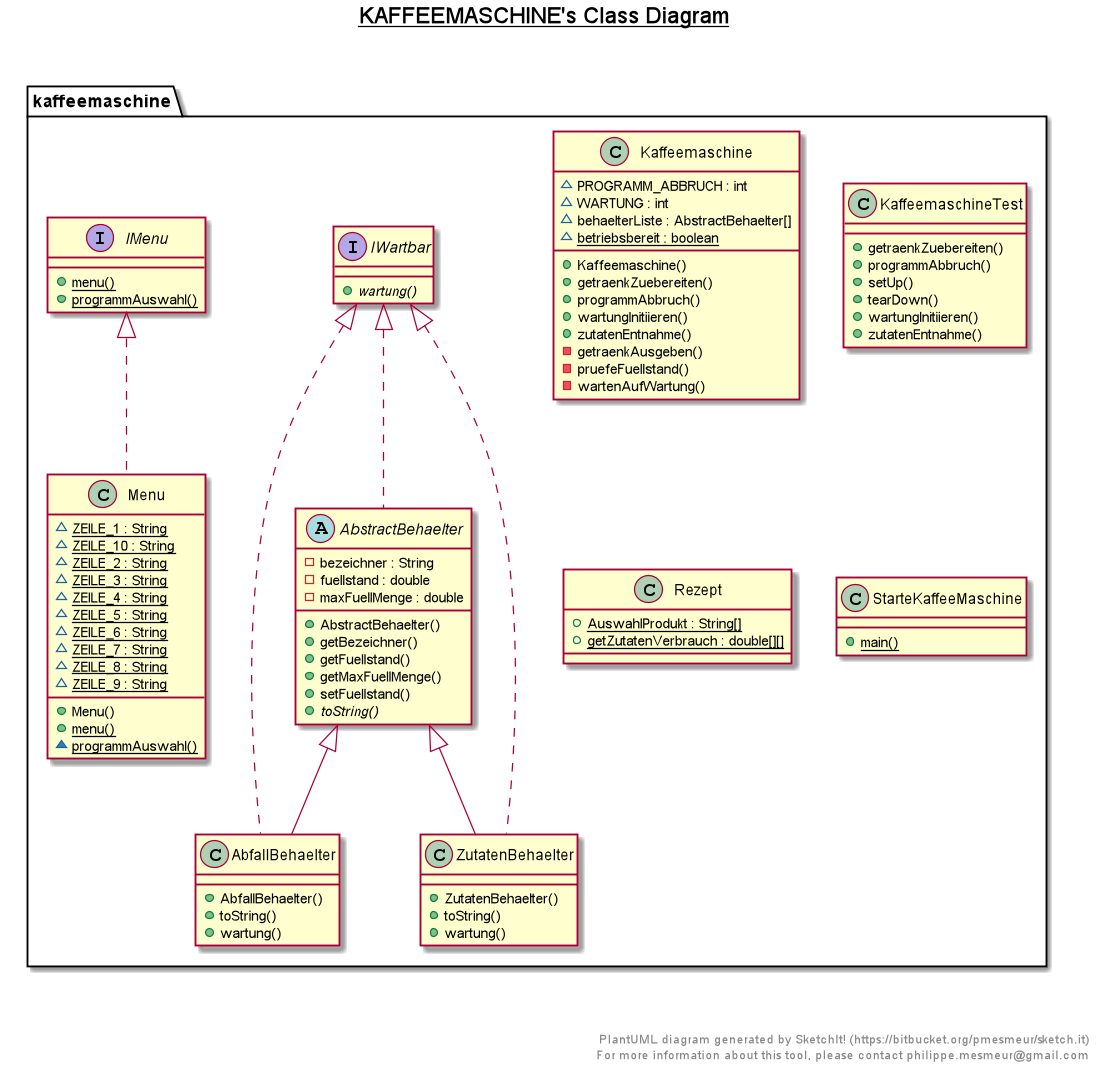 KAFFEEMASCHINE's Class Diagram
kaffeemaschine
I IMenu
menu()
programmAuswahl()
I IWartbar
wartung()
C Kaffeemaschine
PROGRAMM_ABBRUCH : int
WARTUNG : int
behaelterListe : AbstractBehaelter[]
betriebsbereit : boolean
Kaffeemaschine()
getraenkZuebereiten()
programmAbbruch()
wartungInitiieren()
zutatenEntnahme()
getraenkAusgeben()
pruefeFuellstand()
wartenAufWartung()
C KaffeemaschineTest
getraenkZuebereiten()
programmAbbruch()
setUp()
tearDown()
wartungInitiieren()
zutatenEntnahme()
C Menu
ZEILE_1 : String
ZEILE_10 : String
ZEILE_2 : String
ZEILE_3 : String
ZEILE_4 : String
ZEILE_5 : String
ZEILE_6 : String
ZEILE_7 : String
ZEILE_8 : String
ZEILE_9 : String
Menu()
menu()
programmAuswahl()
A AbstractBehaelter
bezeichner : String
fuellstand : double
maxFuellMenge : double
AbstractBehaelter()
getBezeichner()
getFuellstand()
getMaxFuellMenge()
setFuellstand()
toString()
C Rezept
AuswahlProdukt : String[]
getZutatenVerbrauch : double[][]
C StarteKaffeeMaschine
main()
C AbfallBehaelter
AbfallBehaelter()
toString()
wartung()
C ZutatenBehaelter
ZutatenBehaelter()
toString()
wartung()
PlantUML diagram generated by SketchIt! (https://bitbucket.org/pmesmeur/sketch.it)
For more information about this tool, please contact philippe.mesmeur@gmail.com